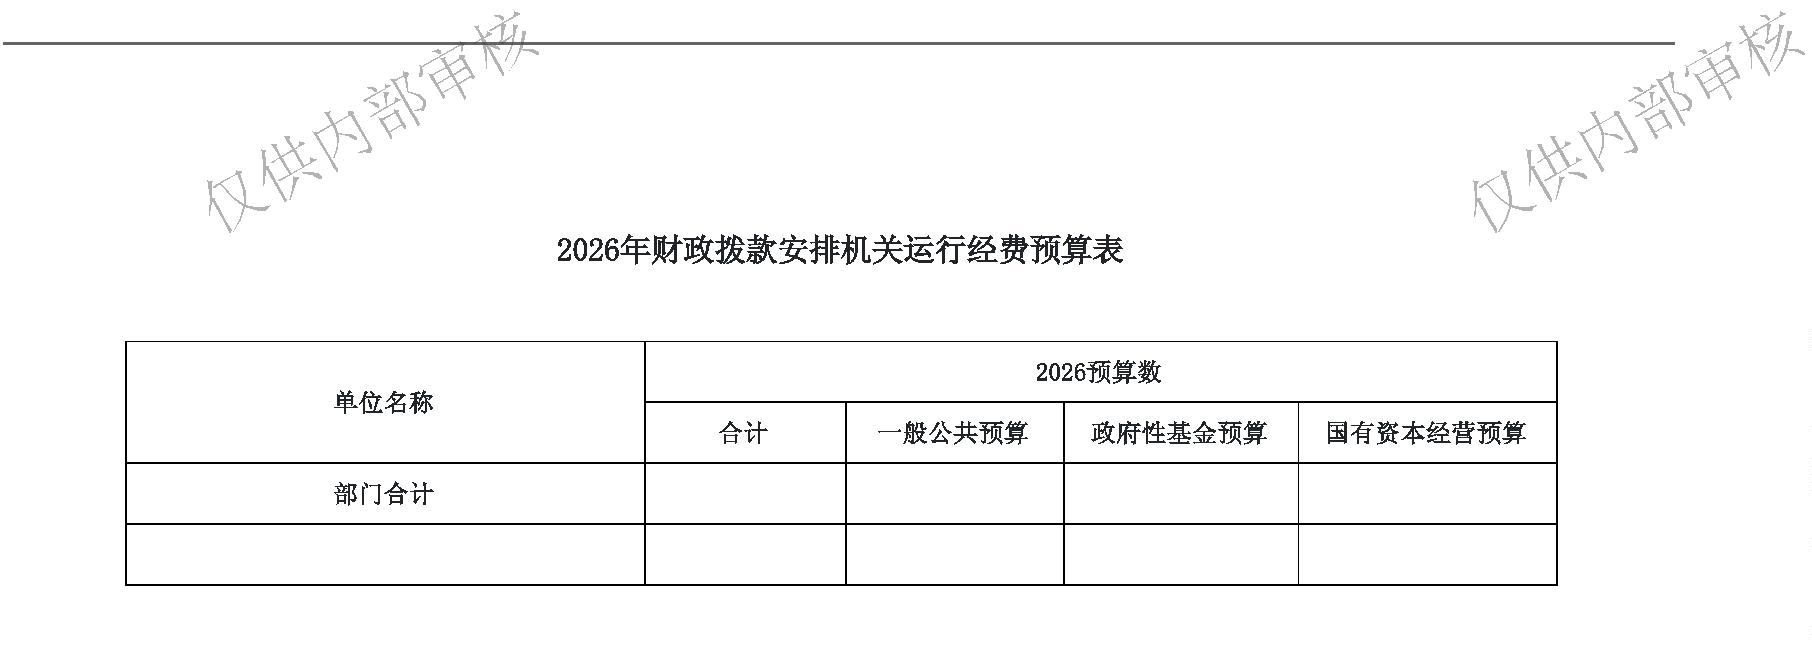 仅供内部审核
仅供内部审核
2026年财政拨款安排机关运行经费预算表
单位名称
2026预算数
合计
一般公共预算
政府性基金预算
国有资本经营预算
部门合计